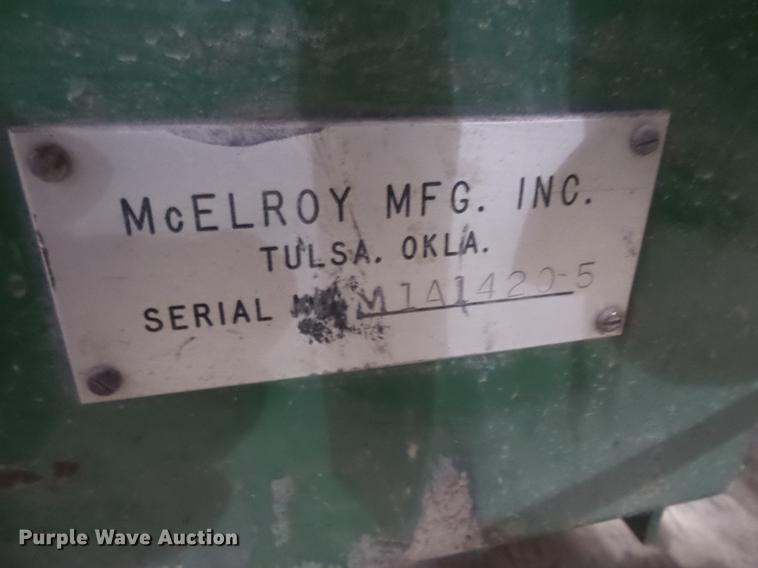 McELROY MFG. INC.
TULSA, OKLA.
SERIAL M1A1420-5
Purple Wave Auction